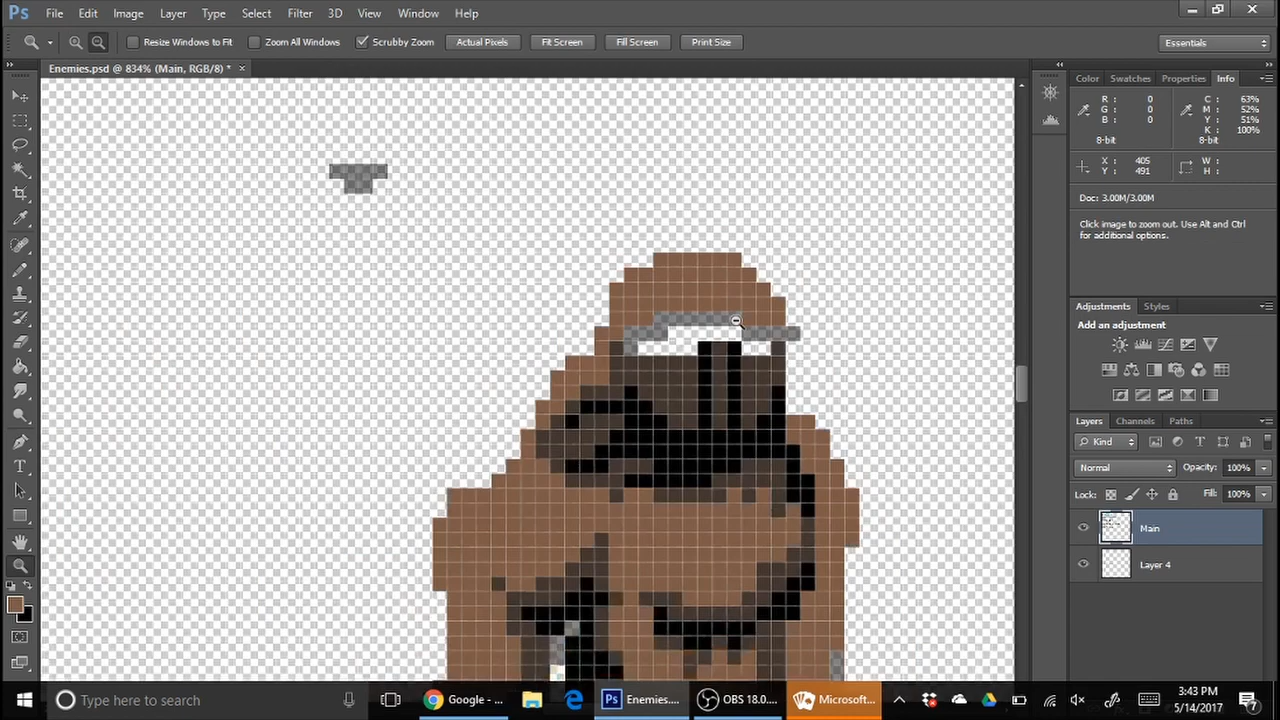 Ps File Edit Image Layer Type Select Filter 3D View Window Help
Resize Windows to Fit Zoom All Windows Scrubby Zoom Actual Pixels Fit Screen Fill Screen Print Size Essentials
Enemies.psd @ 834% (Main, RGB/8) * ×
Color Swatches Properties Info
R : 0 C : 63%
G : 0 M : 52%
B : 0 Y : 51%
K : 100%
8-bit 8-bit
X : 405 W :
Y : 491 H :
Doc: 3.00M/3.00M
Click image to zoom out. Use Alt and Ctrl
for additional options.
Adjustments Styles
Add an adjustment
Layers Channels Paths
Kind
Normal Opacity: 100%
Lock: Fill: 100%
Main
Layer 4
Type here to search Google - ... Ps Enemies.... OBS 18.0.... Microsoft...
3:43 PM
5/14/2017
7